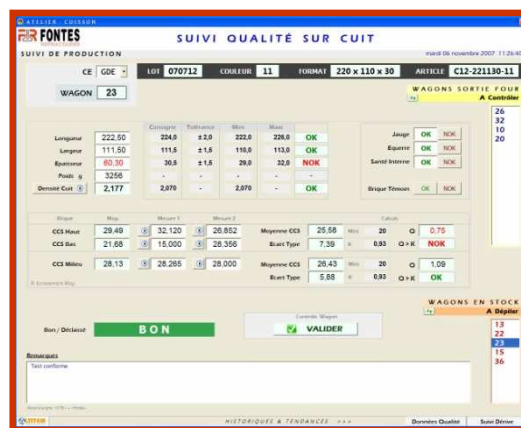 ATELIER - CUISSON
FONTES
SUIVI QUALITÉ SUR CUIT
SUIVI DE PRODUCTION
mardi 06 novembre 2007 11:26:40
CE GDE LOT 070712 COULEUR 11 FORMAT 220 x 110 x 30 ARTICLE C12-221130-11
WAGON 23
WAGONS SORTIE FOUR
A Contrôler
26
32
10
20
Consigne Tolérance Mini Maxi
Longueur 222,50 224,0 ± 2,0 222,0 226,0 OK
Largeur 111,50 111,5 ± 1,5 110,0 113,0 OK
Epaisseur 60,30 30,5 ± 1,5 29,0 32,0 NOK
Poids g 3256 - - - - -
Densité Cuit 2,177 2,070 - 2,070 - OK
Jauge OK NOK
Equerre OK NOK
Santé Interne OK NOK
Brique Témoin OK NOK
Brique Moy. Mesure 1 Mesure 2 Calculs
CCS Haut 29,49 32,120 26,852 Moyenne CCS 25,58 Mini 20 Q 0,75
CCS Bas 21,68 15,000 28,356 Ecart Type 7,39 K 0,93 Q > K NOK
CCS Milieu 28,13 28,265 28,000 Moyenne CCS 26,43 Mini 20 Q 1,09
Ecart Type 5,88 K 0,93 Q > K OK
WAGONS EN STOCK
A Dépiler
13
22
23
15
36
Contrôle Wagon
Bon / Déclassé BON VALIDER
Remarques
Test conforme
HISTORIQUES & TENDANCES >>> Données Qualité Suivi Dérive